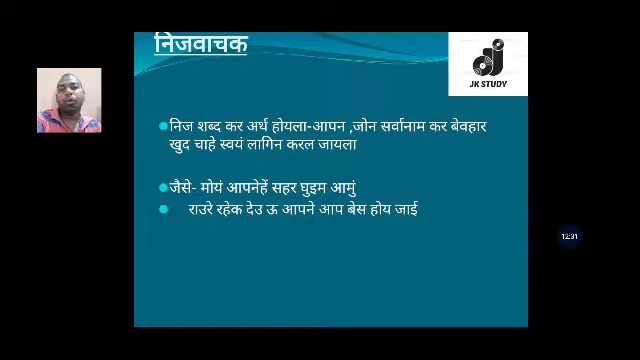 निजवाचक
JK STUDY
निज शब्द कर अर्थ होयला-आपन ,जोन सर्वानाम कर बेवहार
खुद चाहे स्वयं लागिन करल जायला
जैसे- मोयं आपनेहें सहर घुइम आमुं
राउरे रहेक देउ ऊ आपने आप बेस होय जाई
12:31